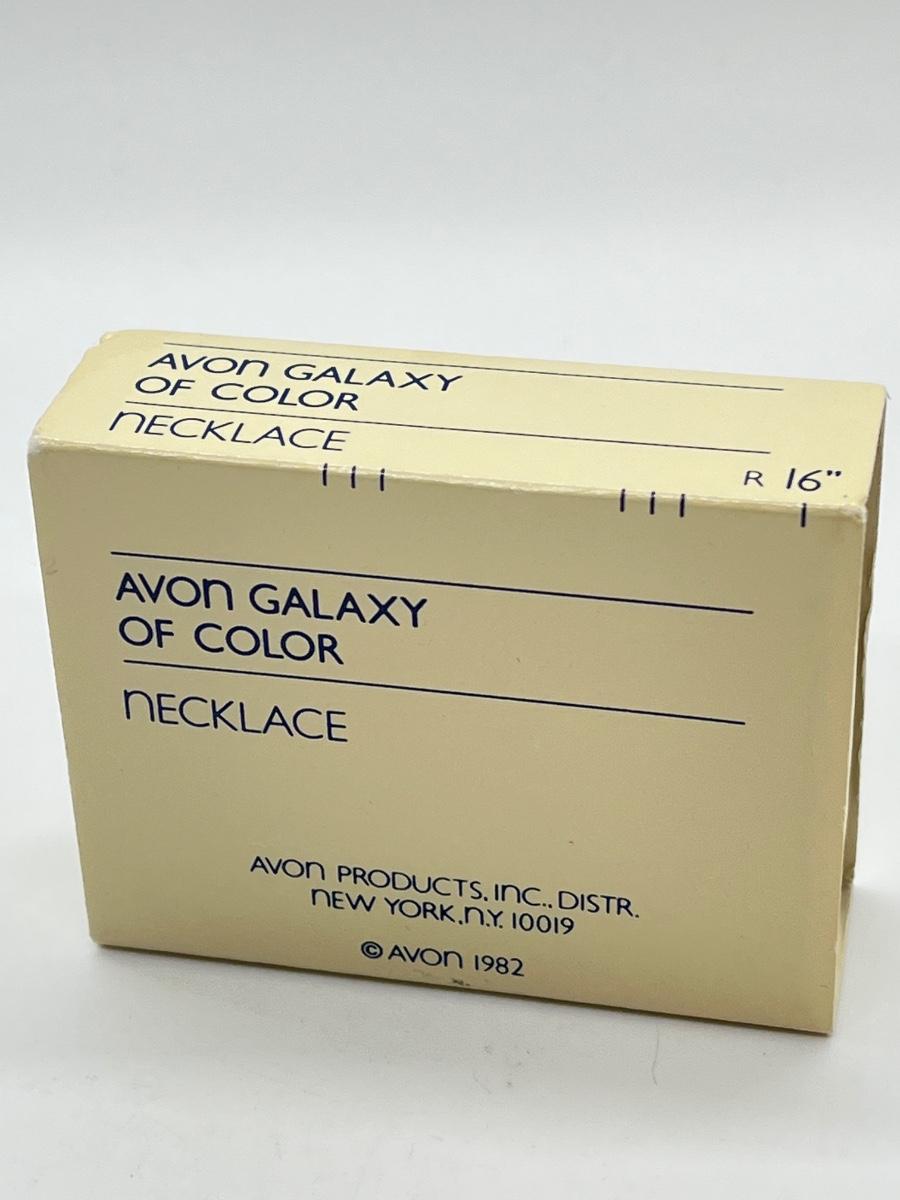 AVON GALAXY
OF COLOR
NECKLACE
R 16"
AVON GALAXY
OF COLOR
NECKLACE
AVON PRODUCTS, INC., DISTR.
NEW YORK, N.Y. 10019
© AVON 1982